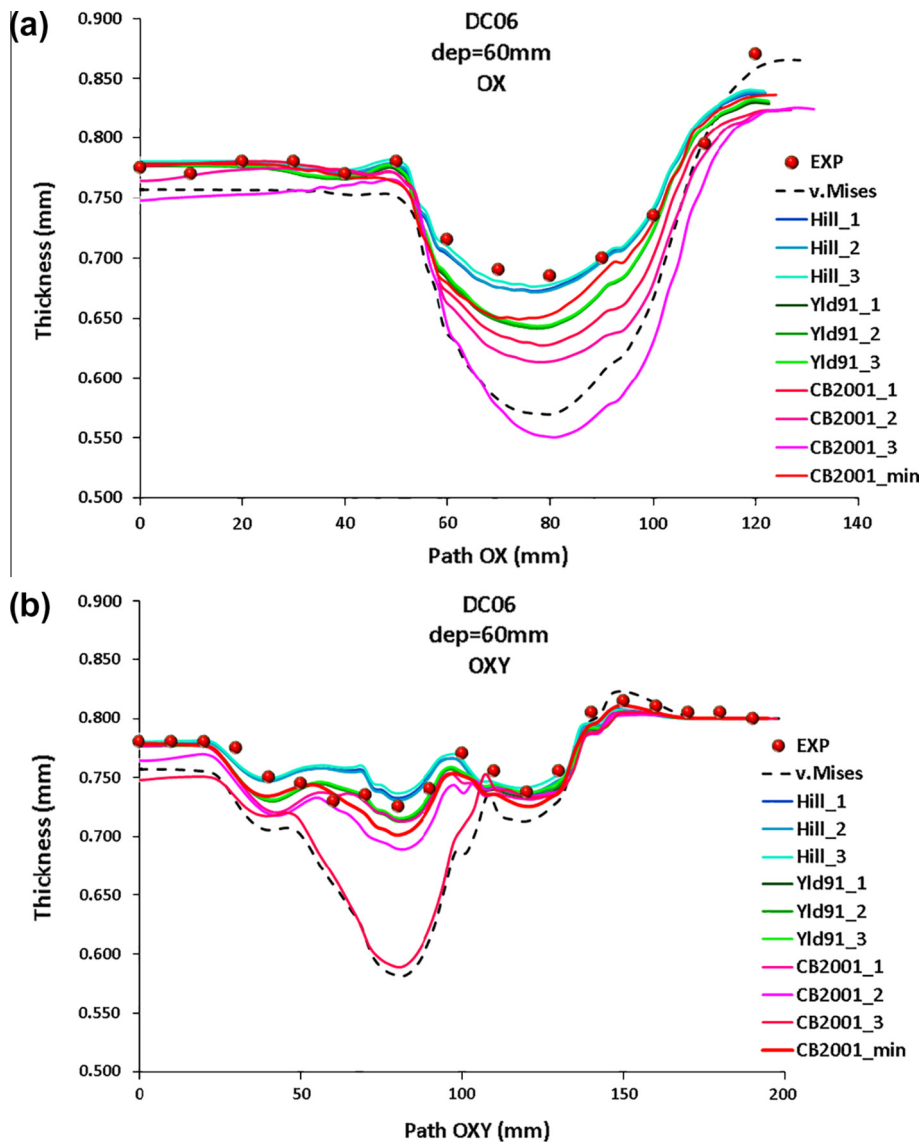 (a)
DC06
dep=60mm
OX
0.900
0.850
0.800
0.750
0.700
0.650
0.600
0.550
0.500
Thickness (mm)
0 20 40 60 80 100 120 140
Path OX (mm)
EXP
v.Mises
Hill_1
Hill_2
Hill_3
Yld91_1
Yld91_2
Yld91_3
CB2001_1
CB2001_2
CB2001_3
CB2001_min
(b)
DC06
dep=60mm
OXY
0.900
0.850
0.800
0.750
0.700
0.650
0.600
0.550
0.500
Thickness (mm)
0 50 100 150 200
Path OXY (mm)
EXP
v.Mises
Hill_1
Hill_2
Hill_3
Yld91_1
Yld91_2
Yld91_3
CB2001_1
CB2001_2
CB2001_3
CB2001_min